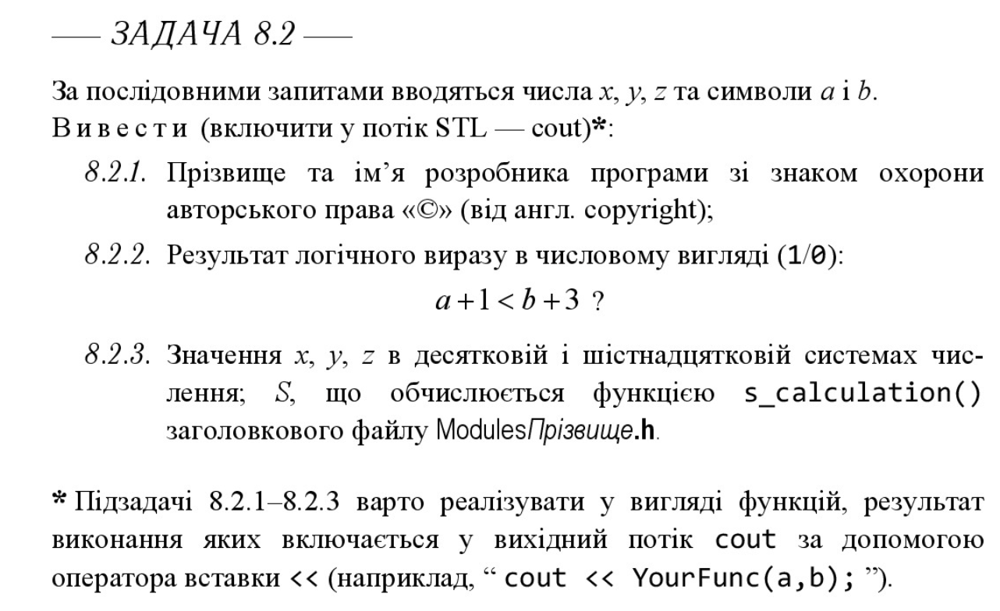 — ЗАДАЧА 8.2 —
За послідовними запитами вводяться числа x, y, z та символи a і b.
Вивести (включити у потік STL — cout)*:
8.2.1. Прізвище та ім’я розробника програми зі знаком охорони
авторського права «©» (від англ. copyright);
8.2.2. Результат логічного виразу в числовому вигляді (1/0):
a + 1 < b + 3 ?
8.2.3. Значення x, y, z в десятковій і шістнадцятковій системах чис-
лення; S, що обчислюється функцією s_calculation()
заголовкового файлу ModulesПрізвище.h.
* Підзадачі 8.2.1–8.2.3 варто реалізувати у вигляді функцій, результат
виконання яких включається у вихідний потік cout за допомогою
оператора вставки << (наприклад, “ cout << YourFunc(a,b); ”).